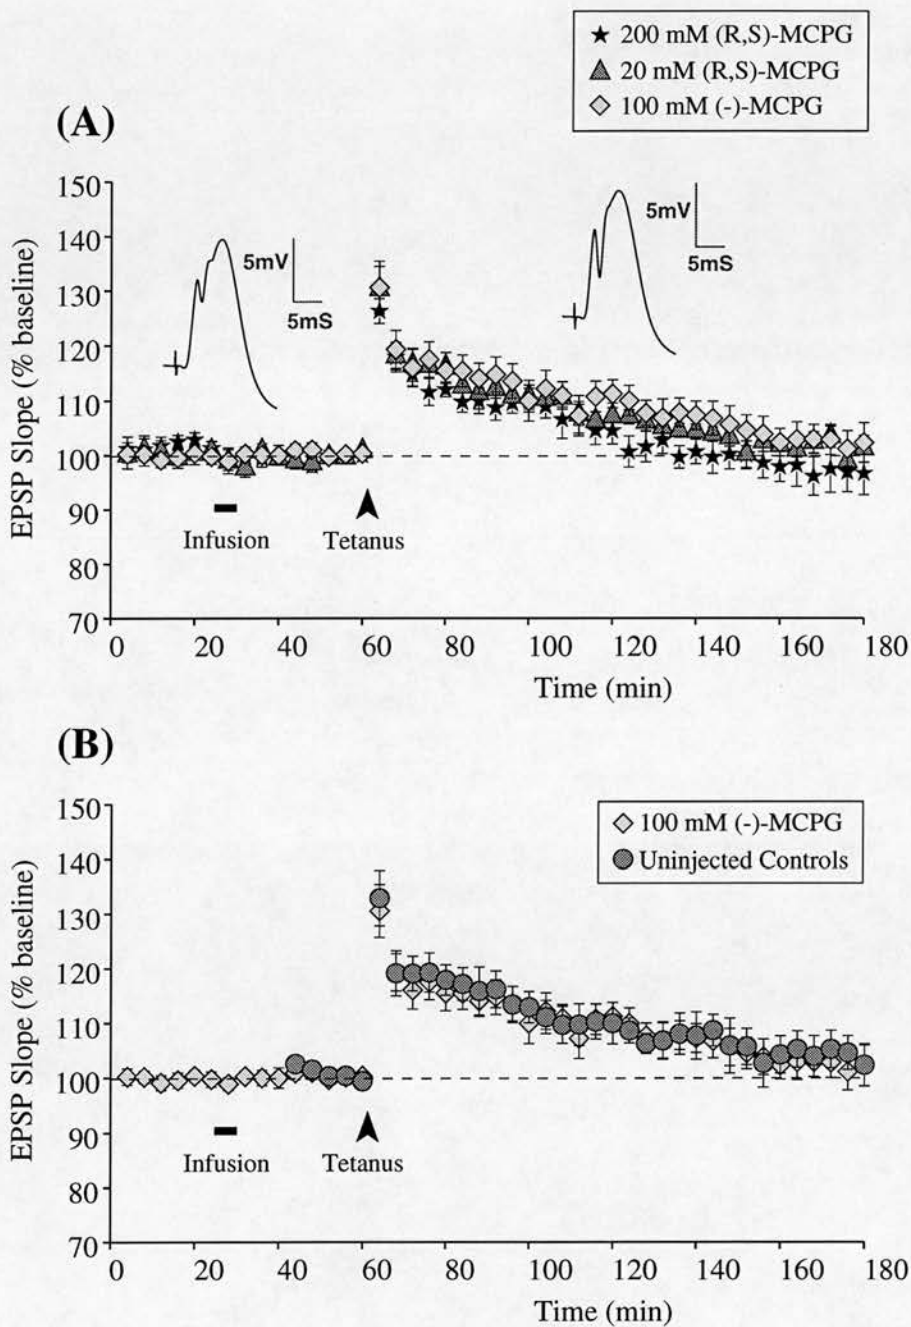 ★ 200 mM (R,S)-MCPG
▲ 20 mM (R,S)-MCPG
◇ 100 mM (-)-MCPG
(A)
EPSP Slope (% baseline)
150
140
130
120
110
100
90
80
70
5mV
5mS
5mV
5mS
Infusion
Tetanus
0 20 40 60 80 100 120 140 160 180
Time (min)
(B)
EPSP Slope (% baseline)
150
140
130
120
110
100
90
80
70
◇ 100 mM (-)-MCPG
● Uninjected Controls
Infusion
Tetanus
0 20 40 60 80 100 120 140 160 180
Time (min)